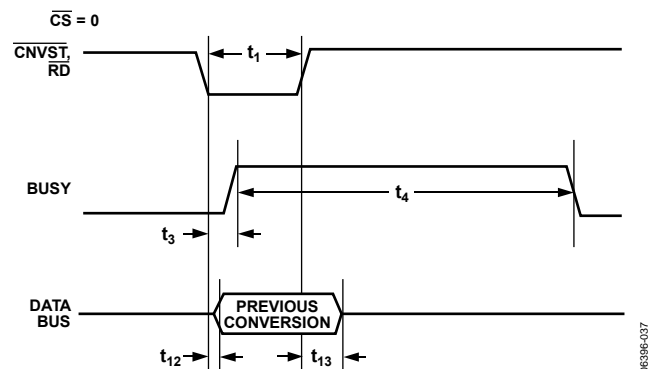 CS = 0
CNVST,
RD
t1
BUSY
t4
t3
DATA
BUS
PREVIOUS
CONVERSION
t12
t13
06396-037